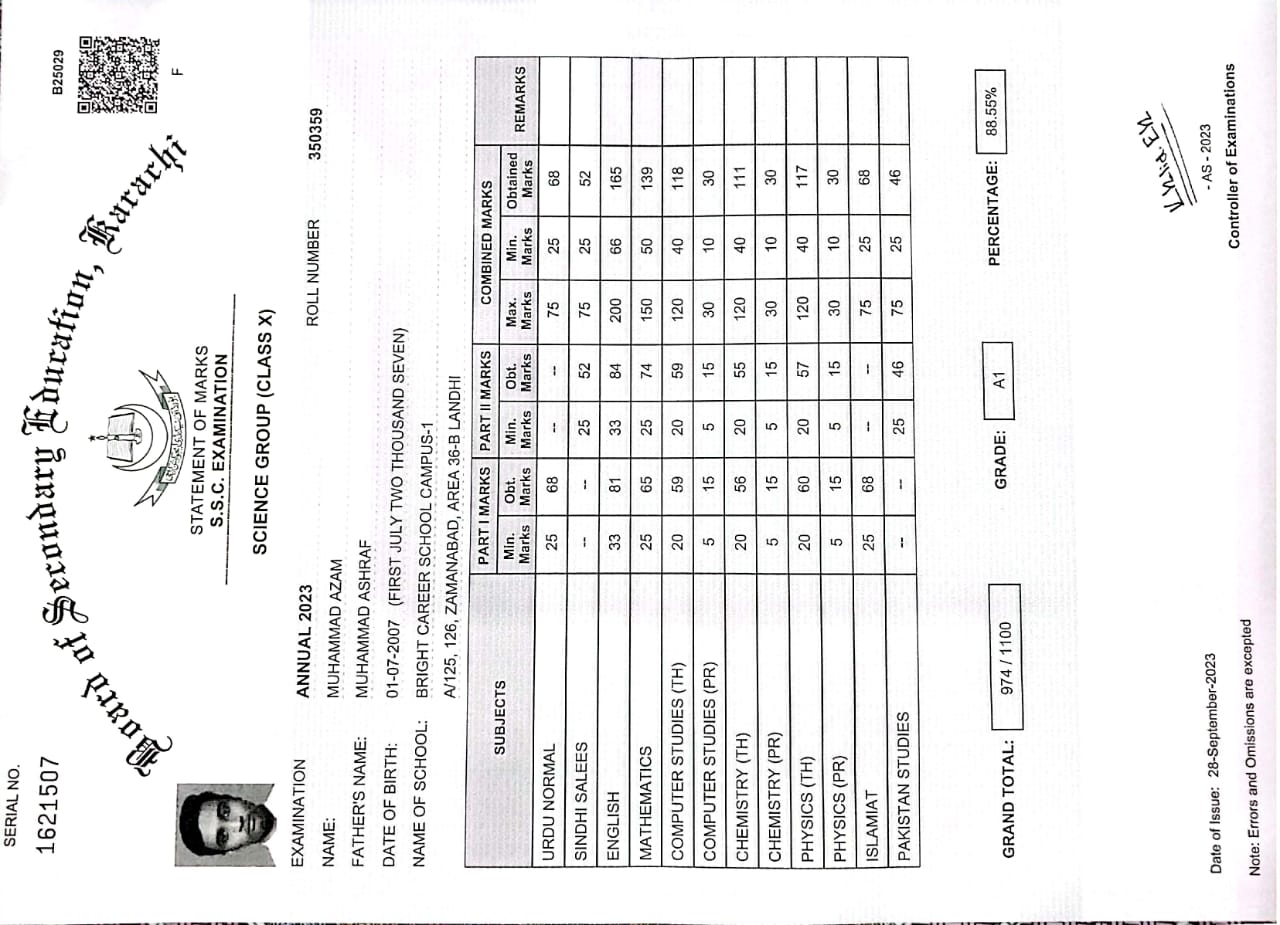 SERIAL NO.
1621507
Board of Secondary Education, Karachi
B25029
F
STATEMENT OF MARKS
S.S.C. EXAMINATION
SCIENCE GROUP (CLASS X)
EXAMINATION ANNUAL 2023 ROLL NUMBER 350359
NAME: MUHAMMAD AZAM
FATHER'S NAME: MUHAMMAD ASHRAF
DATE OF BIRTH: 01-07-2007 (FIRST JULY TWO THOUSAND SEVEN)
NAME OF SCHOOL: BRIGHT CAREER SCHOOL CAMPUS-1
A/125, 126, ZAMANABAD, AREA 36-B LANDHI
SUBJECTS PART I MARKS PART II MARKS COMBINED MARKS REMARKS
Min. Marks Obt. Marks Min. Marks Obt. Marks Max. Marks Min. Marks Obtained Marks
URDU NORMAL 25 68 -- -- 75 25 68
SINDHI SALEES -- -- 25 52 75 25 52
ENGLISH 33 81 33 84 200 66 165
MATHEMATICS 25 65 25 74 150 50 139
COMPUTER STUDIES (TH) 20 59 20 59 120 40 118
COMPUTER STUDIES (PR) 5 15 5 15 30 10 30
CHEMISTRY (TH) 20 56 20 55 120 40 111
CHEMISTRY (PR) 5 15 5 15 30 10 30
PHYSICS (TH) 20 60 20 57 120 40 117
PHYSICS (PR) 5 15 5 15 30 10 30
ISLAMIAT 25 68 -- -- 75 25 68
PAKISTAN STUDIES -- -- 25 46 75 25 46
GRAND TOTAL: 974 / 1100 GRADE: A1 PERCENTAGE: 88.55%
Date of Issue: 28-September-2023
- AS - 2023
Controller of Examinations
Note: Errors and Omissions are excepted